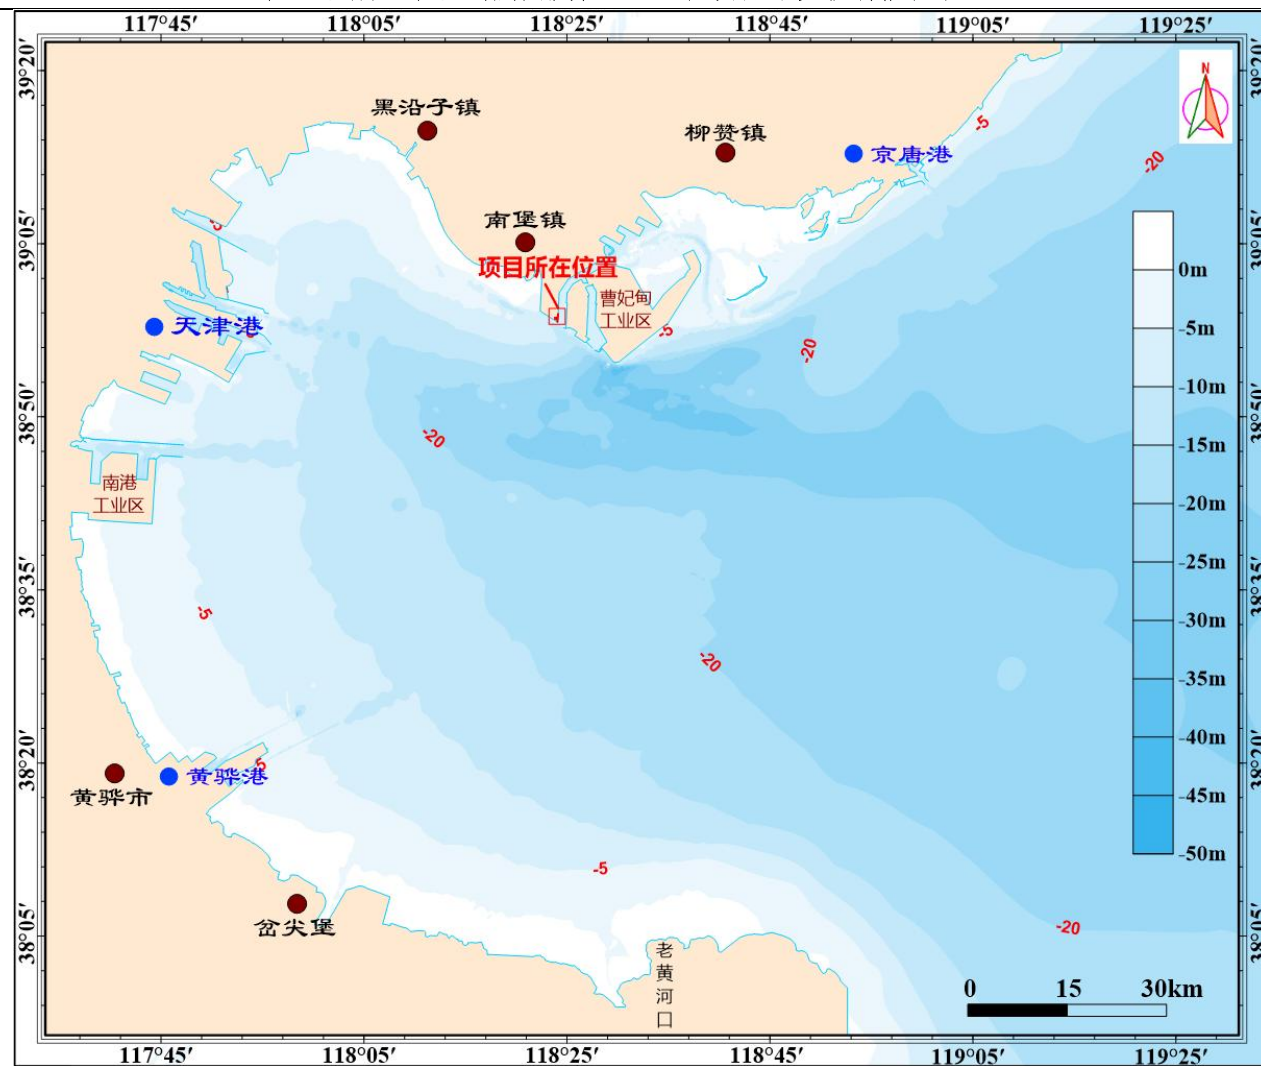 117°45′ 118°05′ 118°25′ 118°45′ 119°05′ 119°25′
39°20′ 39°20′
N
黑沿子镇
-5
柳赞镇
京唐港
-20
南堡镇
39°05′ 39°05′
-5
项目所在位置
0m
曹妃甸
工业区
天津港
-5
-5m
-20
-10m
38°50′ 38°50′
-20
-15m
南港
工业区
-20m
-25m
38°35′ 38°35′
-5
-30m
-20
-35m
-40m
38°20′ 38°20′
-5
黄骅港
黄骅市
-45m
-50m
-5
岔尖堡
-20
38°05′ 38°05′
老
黄
河
口
0 15 30km
117°45′ 118°05′ 118°25′ 118°45′ 119°05′ 119°25′